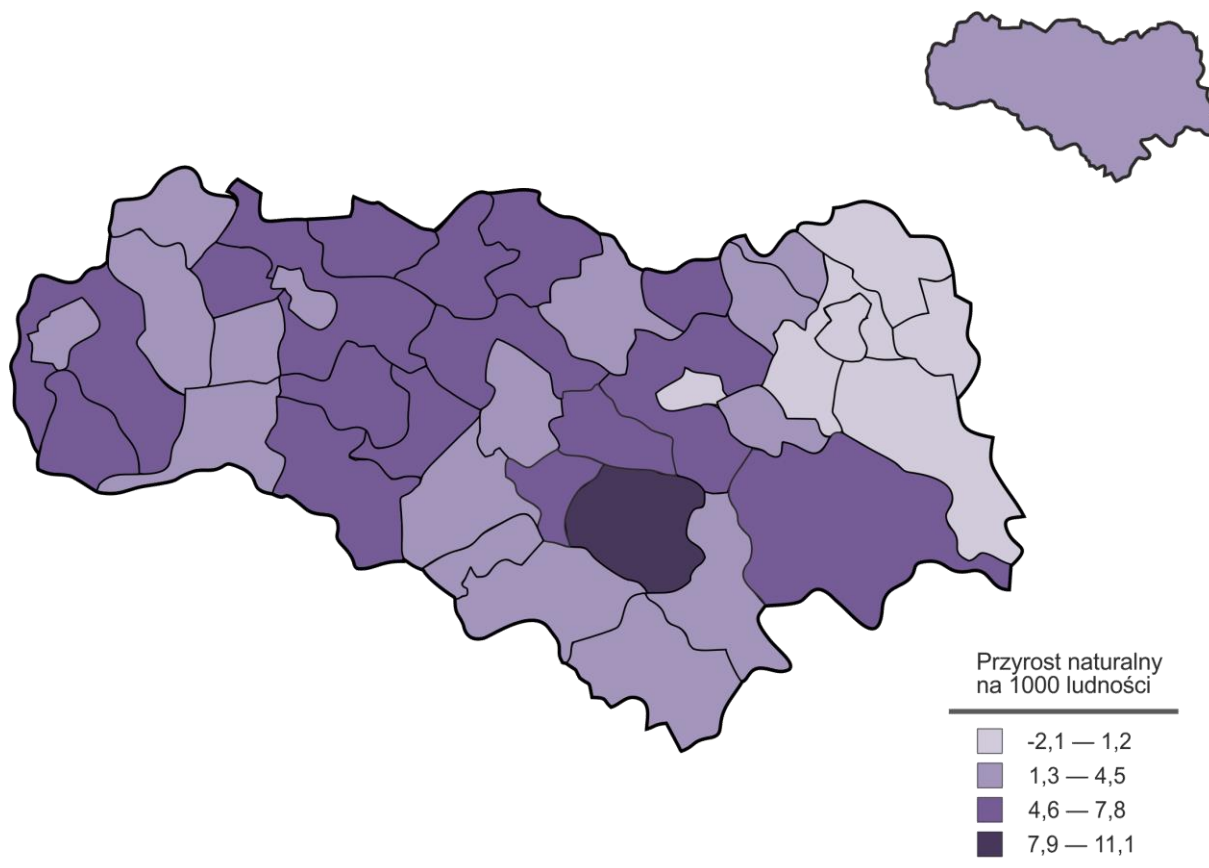 Przyrost naturalny
na 1000 ludności
-2,1 — 1,2
1,3 — 4,5
4,6 — 7,8
7,9 — 11,1